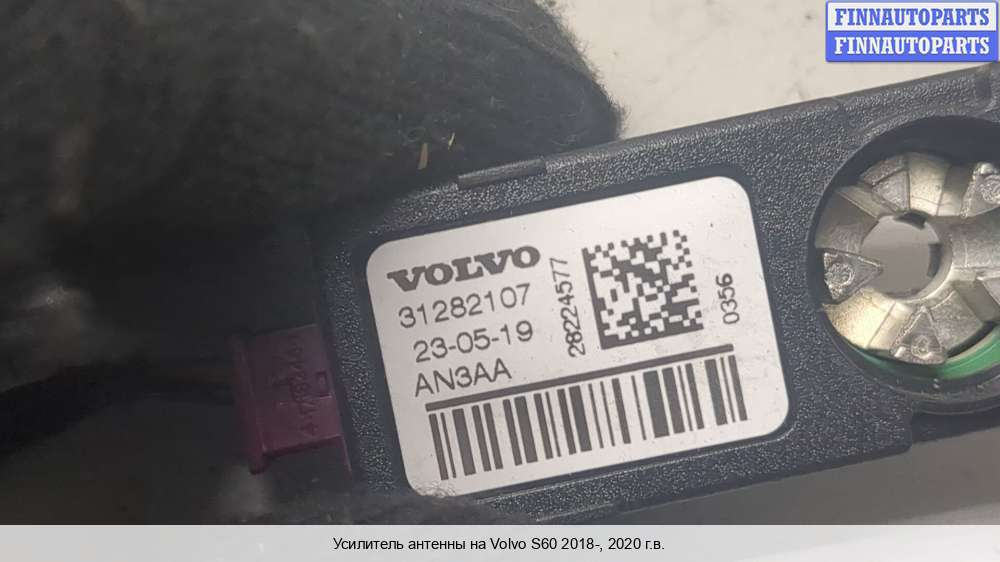 FINNAUTOPARTS
FINNAUTOPARTS
VOLVO
31282107
23-05-19
AN3AA
28224577
0356
Усилитель антенны на Volvo S60 2018-, 2020 г.в.